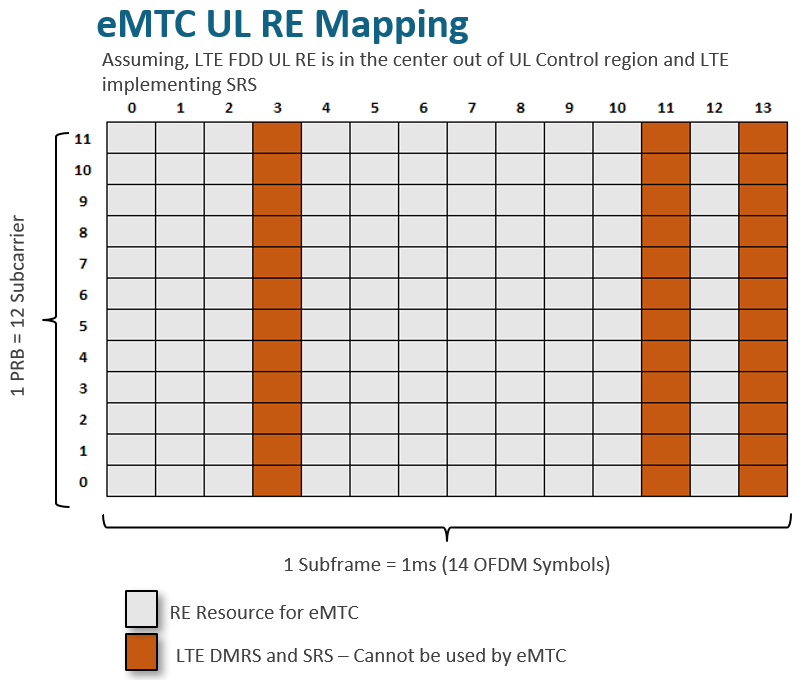 eMTC UL RE Mapping
Assuming, LTE FDD UL RE is in the center out of UL Control region and LTE
implementing SRS
0 1 2 3 4 5 6 7 8 9 10 11 12 13
11
10
9
8
7
6
5
4
3
2
1
0
1 PRB = 12 Subcarrier
1 Subframe = 1ms (14 OFDM Symbols)
RE Resource for eMTC
LTE DMRS and SRS – Cannot be used by eMTC